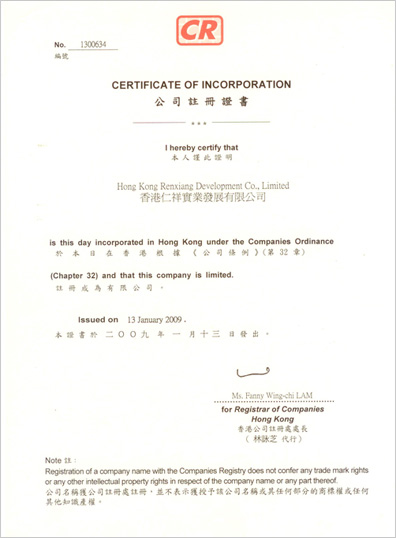 CR
No. 1300634
編號
CERTIFICATE OF INCORPORATION
公司註冊證書
I hereby certify that
本人謹此證明
Hong Kong Renxiang Development Co., Limited
香港仁祥實業發展有限公司
is this day incorporated in Hong Kong under the Companies Ordinance
於本日在香港根據《公司條例》(第32章)
(Chapter 32) and that this company is limited.
註冊成為有限公司。
Issued on 13 January 2009.
本證書於二〇〇九年一月十三日發出。
Ms. Fanny Wing-chi LAM
for Registrar of Companies
Hong Kong
香港公司註冊處處長
(林詠芝代行)
Note 註:
Registration of a company name with the Companies Registry does not confer any trade mark rights
or any other intellectual property rights in respect of the company name or any part thereof.
公司名稱獲公司註冊處註冊，並不表示獲授予該公司名稱或其任何部分的商標權或任何
其他知識產權。